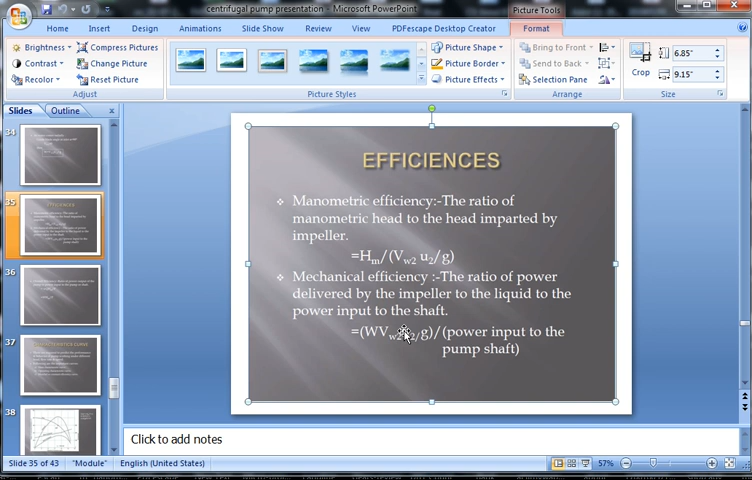 centrifugal pump presentation - Microsoft PowerPoint
Picture Tools
Home Insert Design Animations Slide Show Review View PDFescape Desktop Creator Format
Brightness Compress Pictures Picture Shape Bring to Front 6.85"
Contrast Change Picture Picture Border Send to Back
Recolor Reset Picture Picture Effects Selection Pane Crop 9.15"
Adjust Picture Styles Arrange Size
Slides Outline x
34
35
36
37
38
EFFICIENCES
❖ Manometric efficiency:-The ratio of
manometric head to the head imparted by
impeller.
=Hm/(Vw2 u2/g)
❖ Mechanical efficiency :-The ratio of power
delivered by the impeller to the liquid to the
power input to the shaft.
=(WVw2u2/g)/(power input to the
pump shaft)
Click to add notes
Slide 35 of 43 "Module" English (United States) 57%